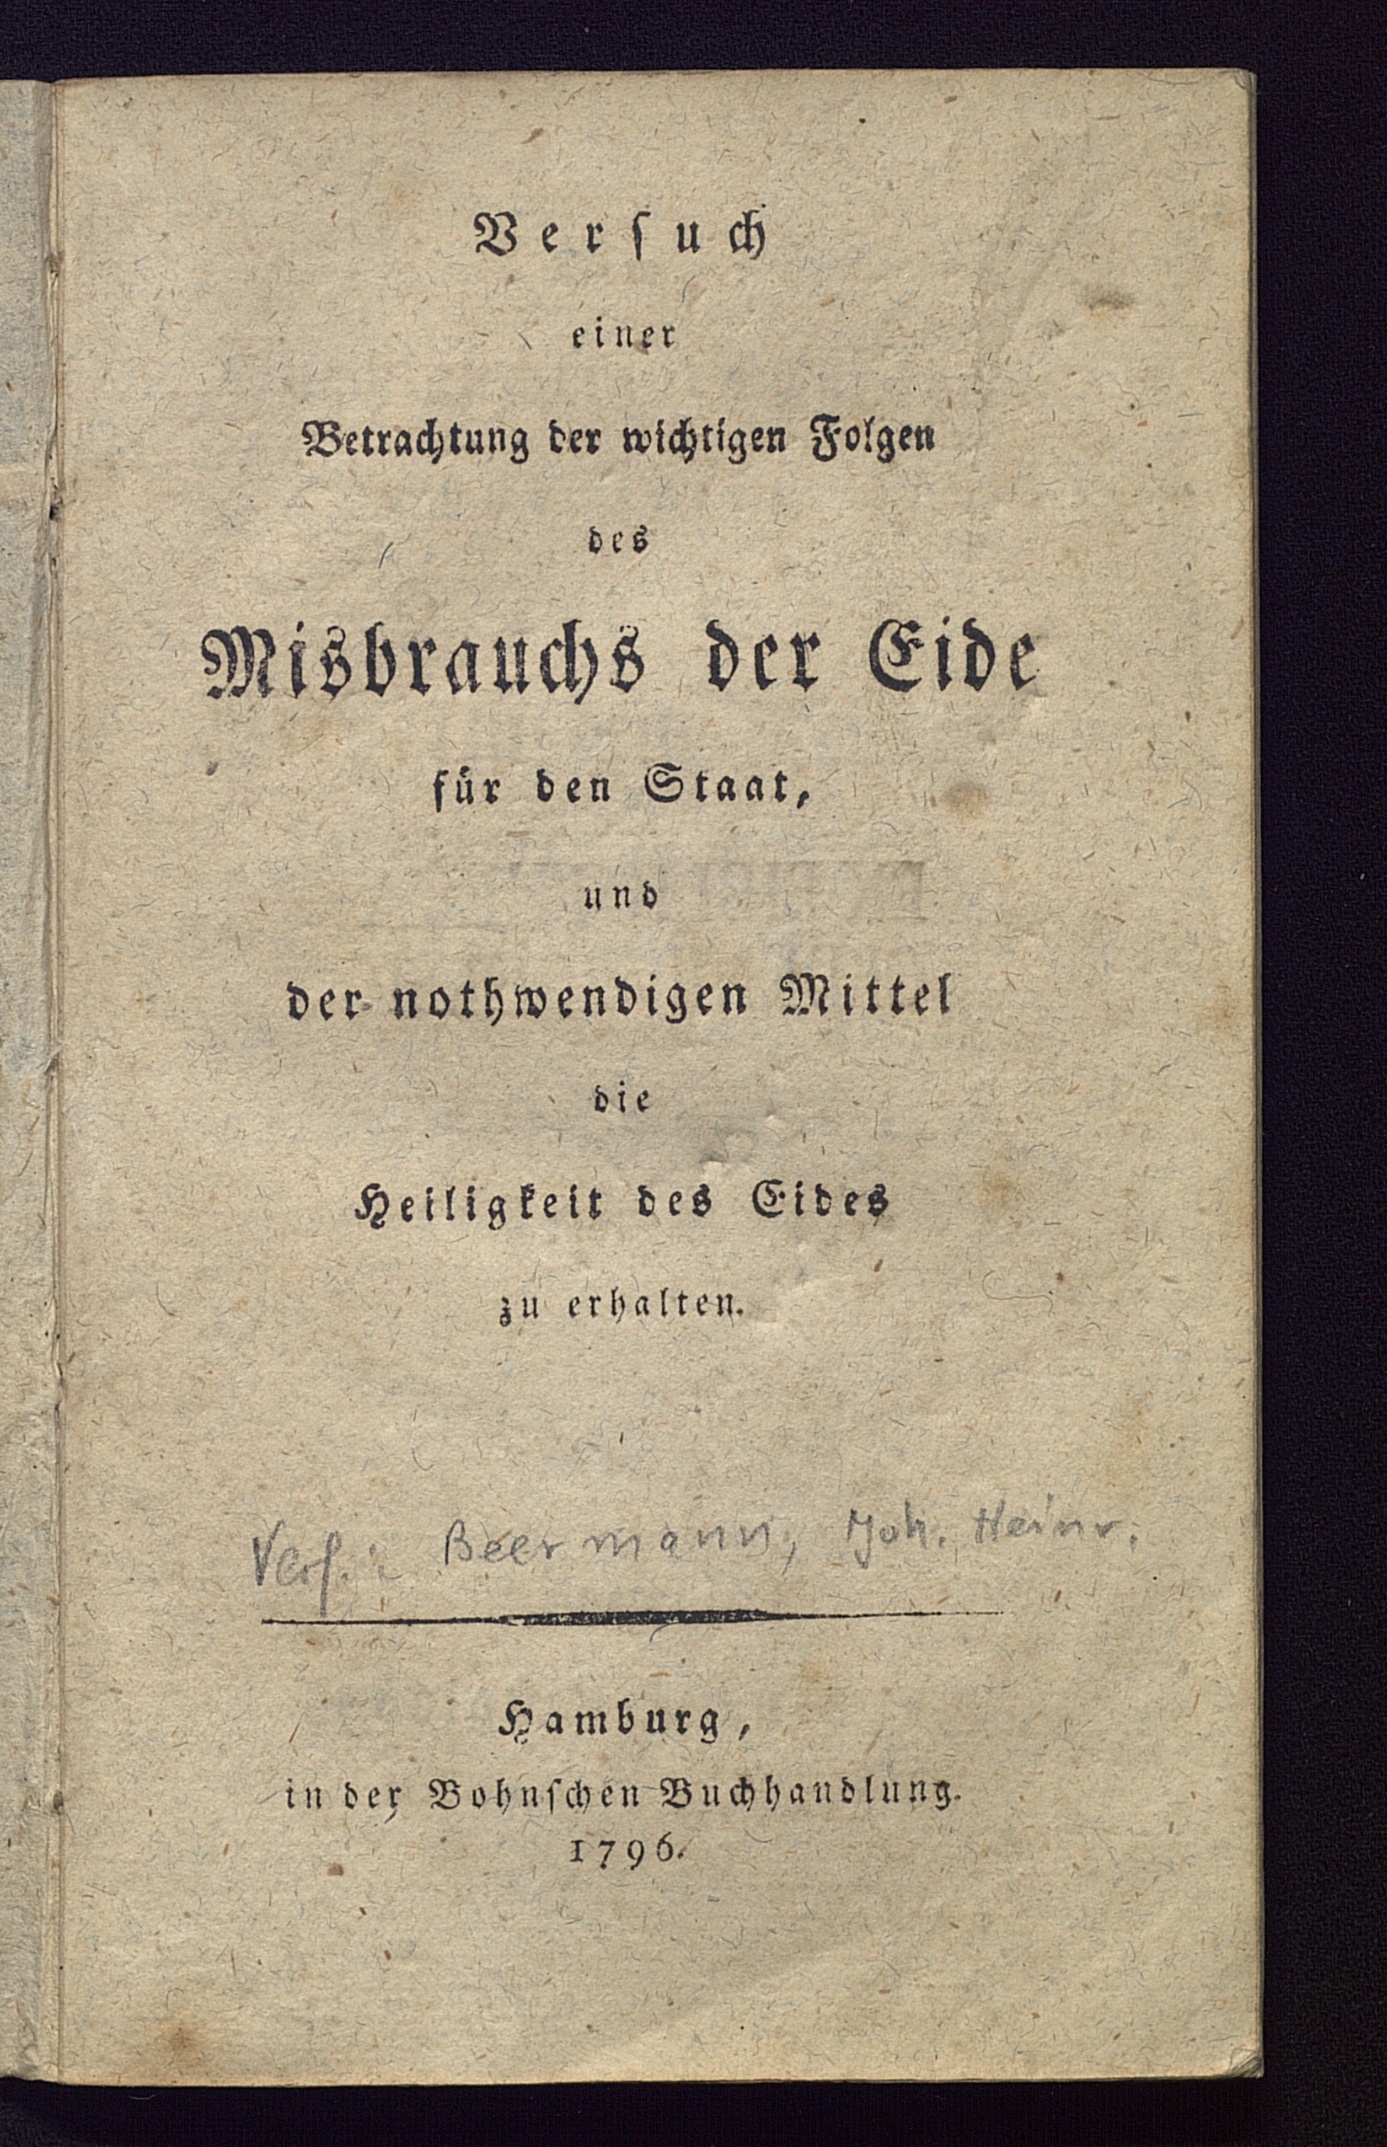 Versuch
einer
Betrachtung der wichtigen Folgen
des
Misbrauchs der Eide
für den Staat,
und
der nothwendigen Mittel
die
Heiligkeit des Eides
zu erhalten.
Verf.: Beermann, Joh. Heinr.
Hamburg,
in der Bohnschen Buchhandlung.
1796.